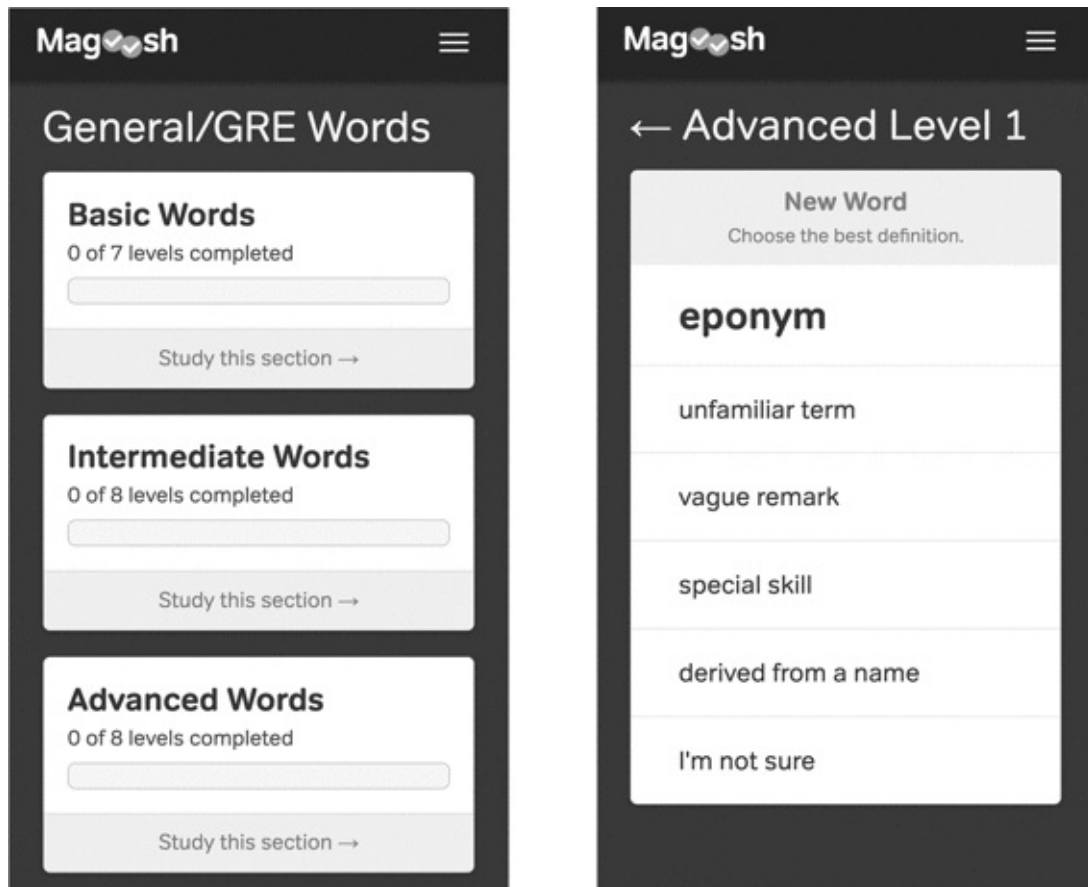 Magoosh
General/GRE Words
Basic Words
0 of 7 levels completed
Study this section →
Intermediate Words
0 of 8 levels completed
Study this section →
Advanced Words
0 of 8 levels completed
Study this section →
Magoosh
← Advanced Level 1
New Word
Choose the best definition.
eponym
unfamiliar term
vague remark
special skill
derived from a name
I'm not sure